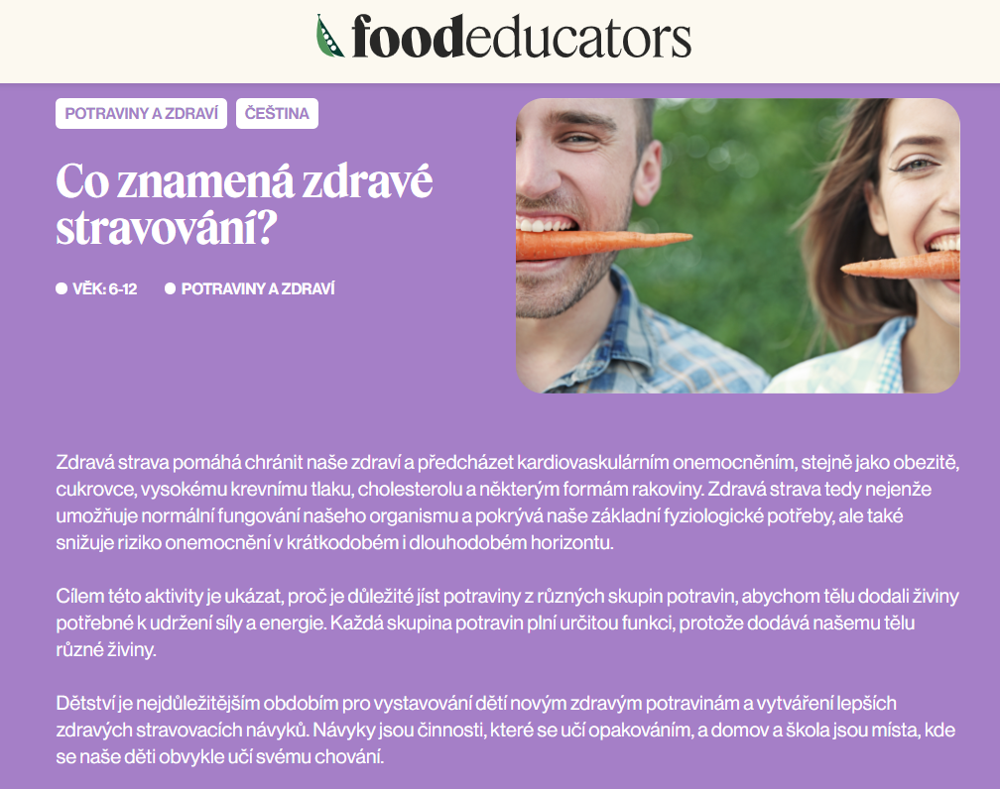 foodeducators
POTRAVINY A ZDRAVÍ
ČEŠTINA
Co znamená zdravé
stravování?
VĚK: 6-12
POTRAVINY A ZDRAVÍ
Zdravá strava pomáhá chránit naše zdraví a předcházet kardiovaskulárním onemocněním, stejně jako obezitě,
cukrovce, vysokému krevnímu tlaku, cholesterolu a některým formám rakoviny. Zdravá strava tedy nejenže
umožňuje normální fungování našeho organismu a pokrývá naše základní fyziologické potřeby, ale také
snižuje riziko onemocnění v krátkodobém i dlouhodobém horizontu.
Cílem této aktivity je ukázat, proč je důležité jíst potraviny z různých skupin potravin, abychom tělu dodali živiny
potřebné k udržení síly a energie. Každá skupina potravin plní určitou funkci, protože dodává našemu tělu
různé živiny.
Dětství je nejdůležitějším obdobím pro vystavování dětí novým zdravým potravinám a vytváření lepších
zdravých stravovacích návyků. Návyky jsou činnosti, které se učí opakováním, a domov a škola jsou místa, kde
se naše děti obvykle učí svému chování.